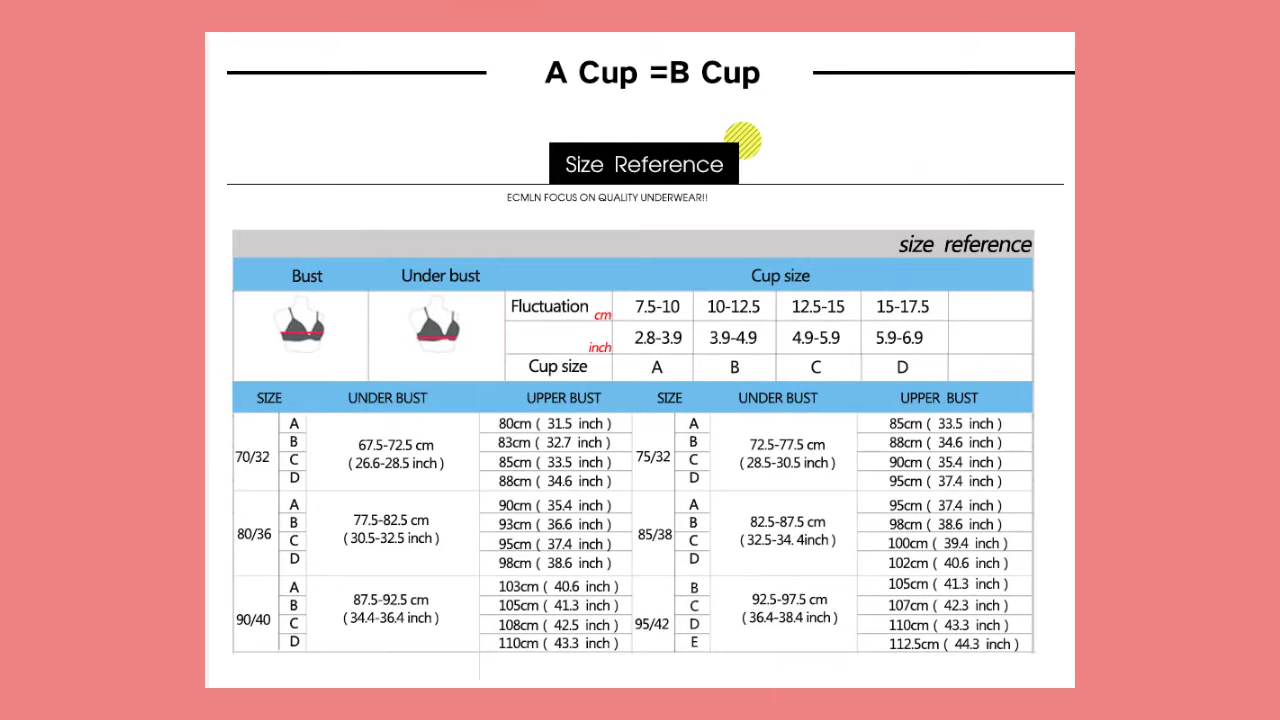 A Cup =B Cup
Size Reference
ECMLN FOCUS ON QUALITY UNDERWEAR!!
size reference
Bust Under bust Cup size
Fluctuation cm 7.5-10 10-12.5 12.5-15 15-17.5
inch 2.8-3.9 3.9-4.9 4.9-5.9 5.9-6.9
Cup size A B C D
SIZE UNDER BUST UPPER BUST SIZE UNDER BUST UPPER BUST
A 80cm ( 31.5 inch ) A 85cm ( 33.5 inch )
B 67.5-72.5 cm 83cm ( 32.7 inch ) B 72.5-77.5 cm 88cm ( 34.6 inch )
70/32 C ( 26.6-28.5 inch ) 85cm ( 33.5 inch ) 75/32 C ( 28.5-30.5 inch ) 90cm ( 35.4 inch )
D 88cm ( 34.6 inch ) D 95cm ( 37.4 inch )
A 90cm ( 35.4 inch ) A 95cm ( 37.4 inch )
B 77.5-82.5 cm 93cm ( 36.6 inch ) B 82.5-87.5 cm 98cm ( 38.6 inch )
80/36 C ( 30.5-32.5 inch ) 95cm ( 37.4 inch ) 85/38 C ( 32.5-34. 4inch ) 100cm ( 39.4 inch )
D 98cm ( 38.6 inch ) D 102cm ( 40.6 inch )
A 103cm ( 40.6 inch ) B 105cm ( 41.3 inch )
B 87.5-92.5 cm 105cm ( 41.3 inch ) C 92.5-97.5 cm 107cm ( 42.3 inch )
90/40 C ( 34.4-36.4 inch ) 108cm ( 42.5 inch ) 95/42 D ( 36.4-38.4 inch ) 110cm ( 43.3 inch )
D 110cm ( 43.3 inch ) E 112.5cm ( 44.3 inch )